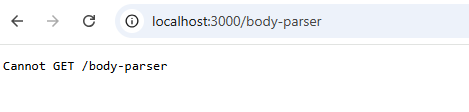 localhost:3000/body-parser
Cannot GET /body-parser